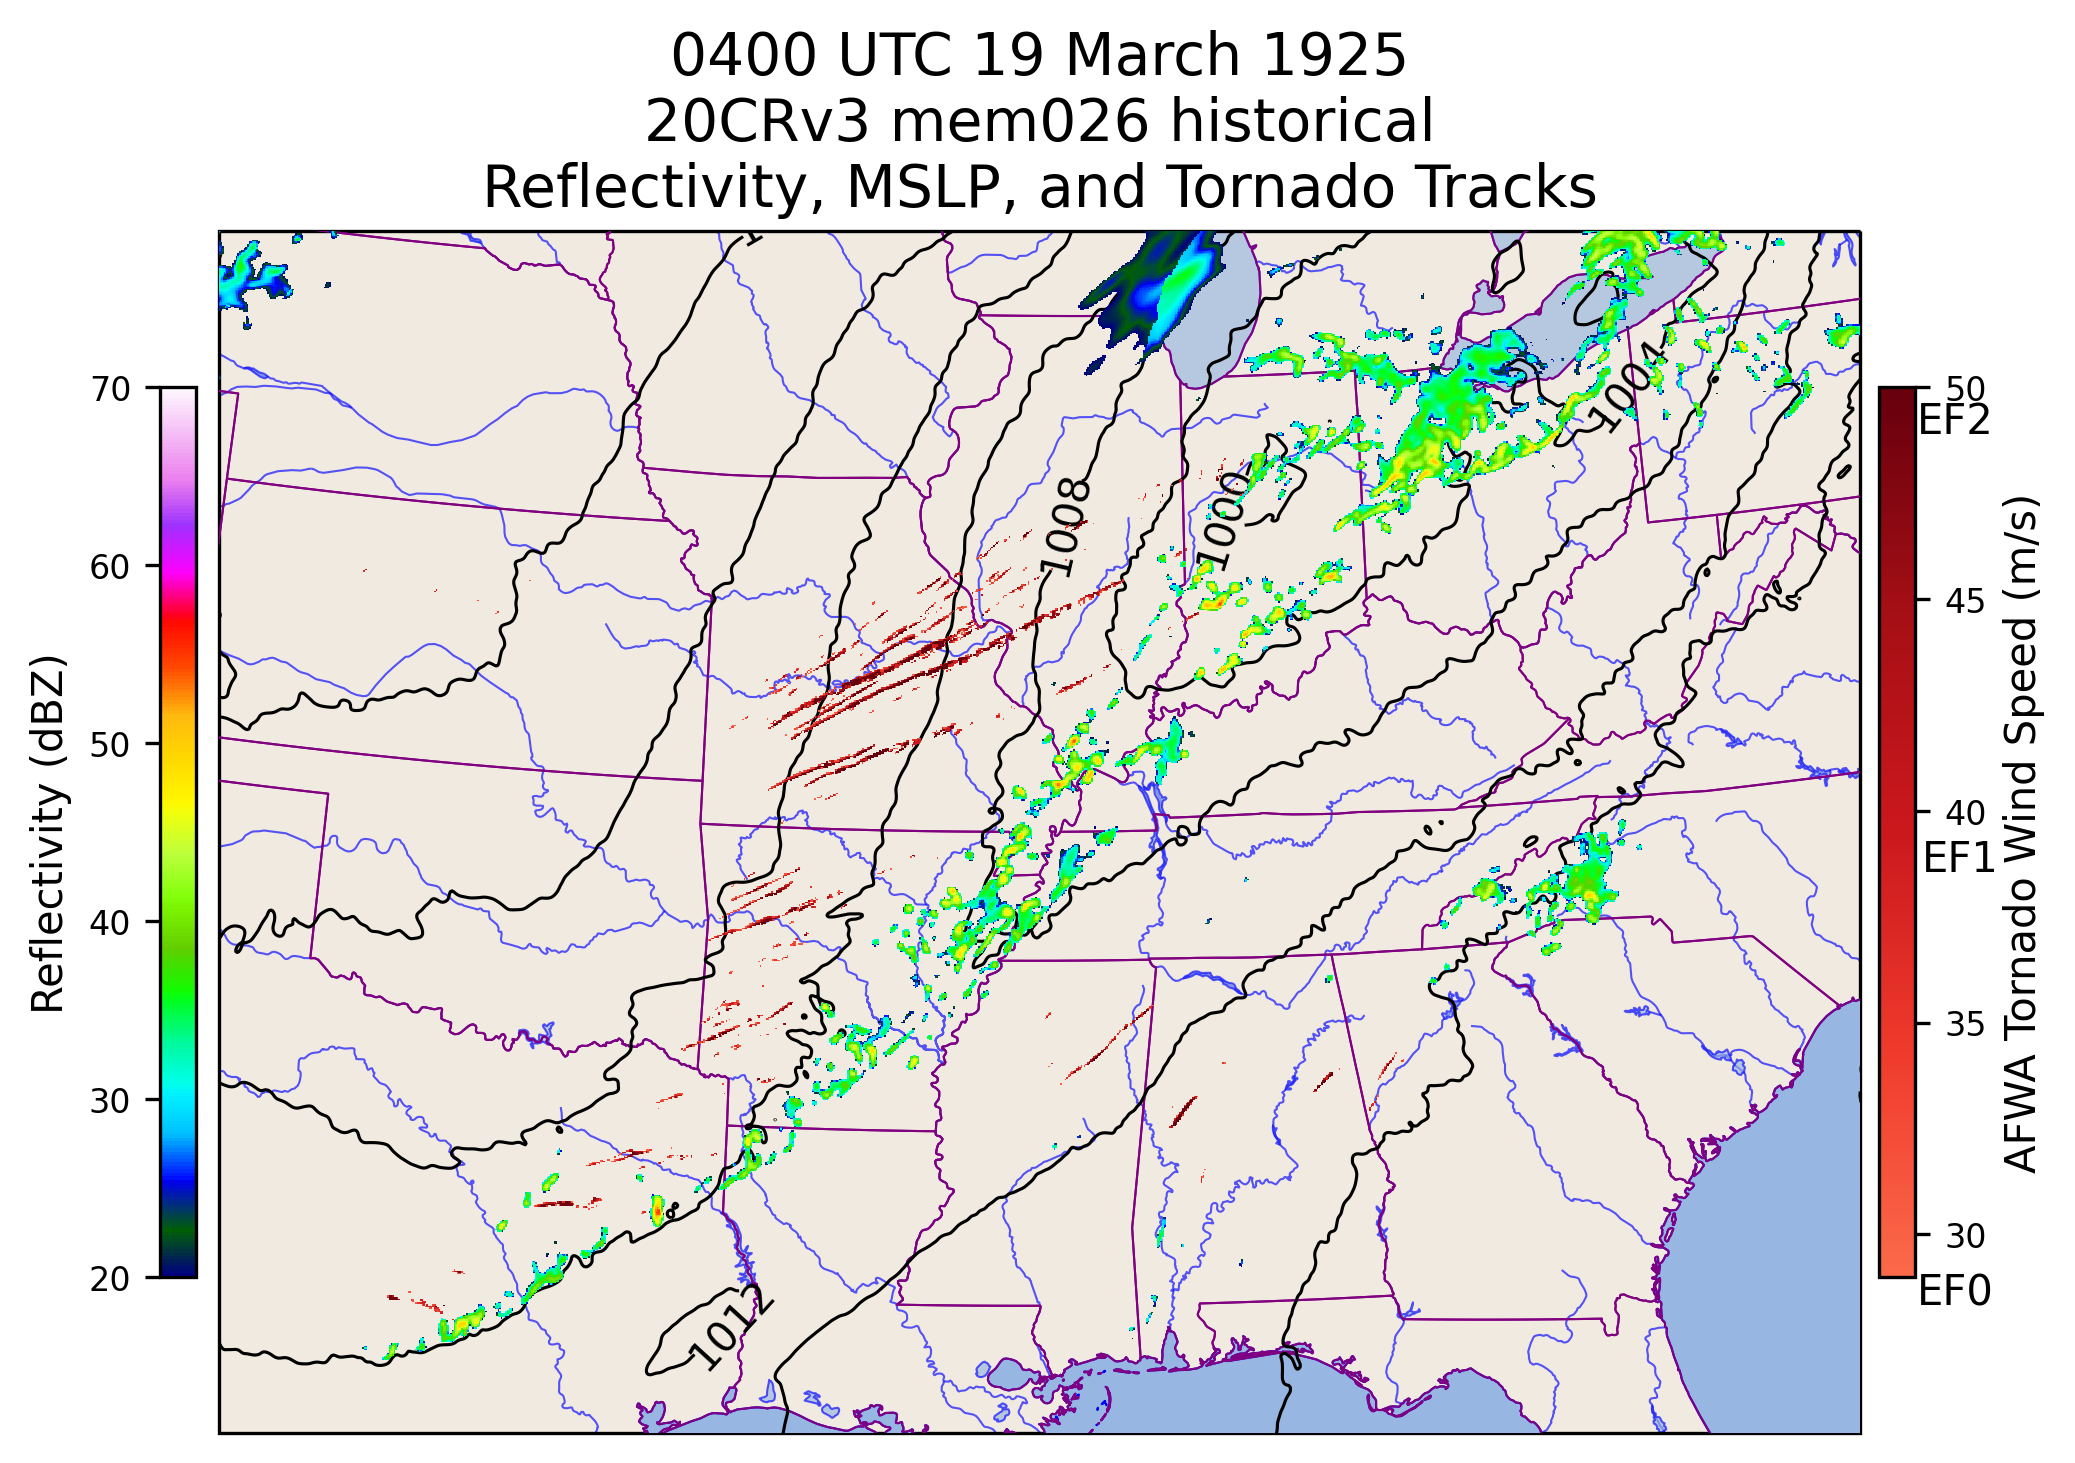 0400 UTC 19 March 1925
20CRv3 mem026 historical
Reflectivity, MSLP, and Tornado Tracks
Reflectivity (dBZ)
70
60
50
40
30
20
1008
1000
1004
1012
50
EF2
45
40
EF1
35
30
EF0
AFWA Tornado Wind Speed (m/s)